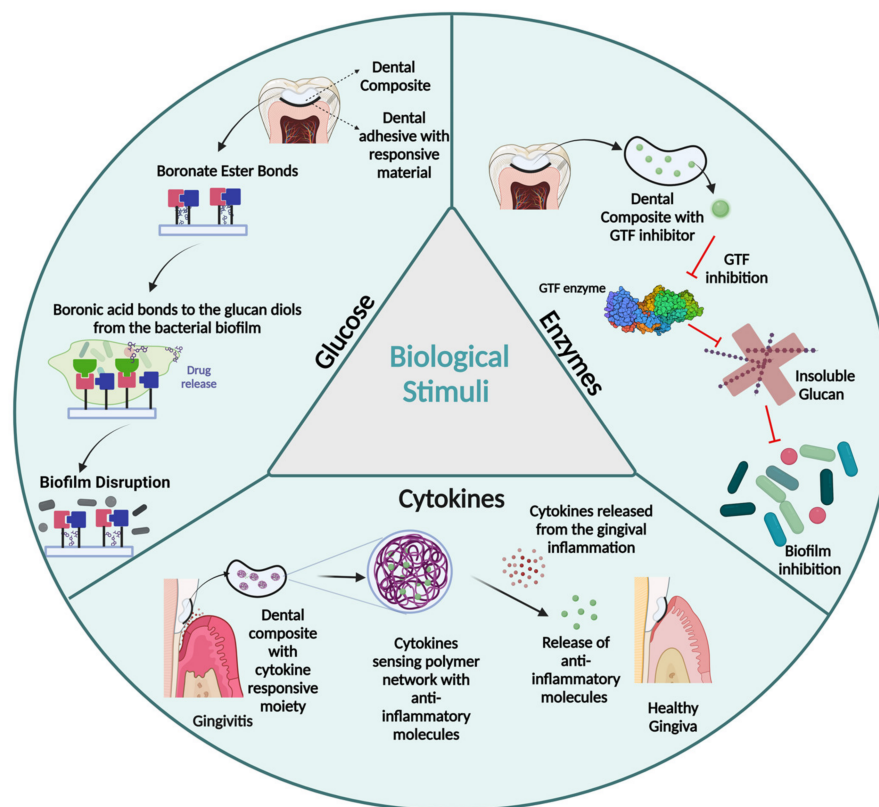 Dental
Composite
Dental
adhesive with
responsive
material
Boronate Ester Bonds
Boronic acid bonds to the glucan diols
from the bacterial biofilm
Drug
release
Biofilm Disruption
Glucose
Biological
Stimuli
Enzymes
Dental
Composite with
GTF inhibitor
GTF
inhibition
GTF enzyme
Insoluble
Glucan
Biofilm
inhibition
Cytokines
Cytokines released
from the gingival
inflammation
Gingivitis
Dental
composite
with
cytokine
responsive
moiety
Cytokines
sensing polymer
network with
anti-
inflammatory
molecules
Release of
anti-
inflammatory
molecules
Healthy
Gingiva